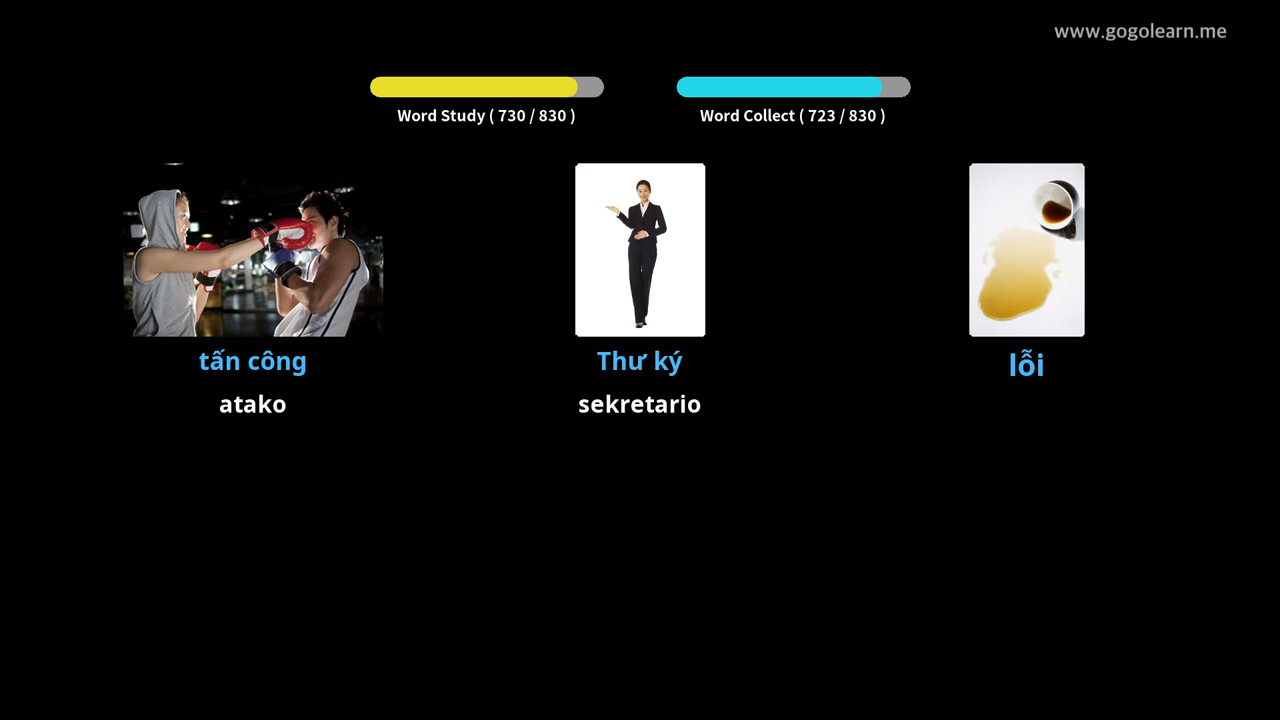 www.gogolearn.me
Word Study ( 730 / 830 )
Word Collect ( 723 / 830 )
tấn công
Thư ký
lỗi
atako
sekretario